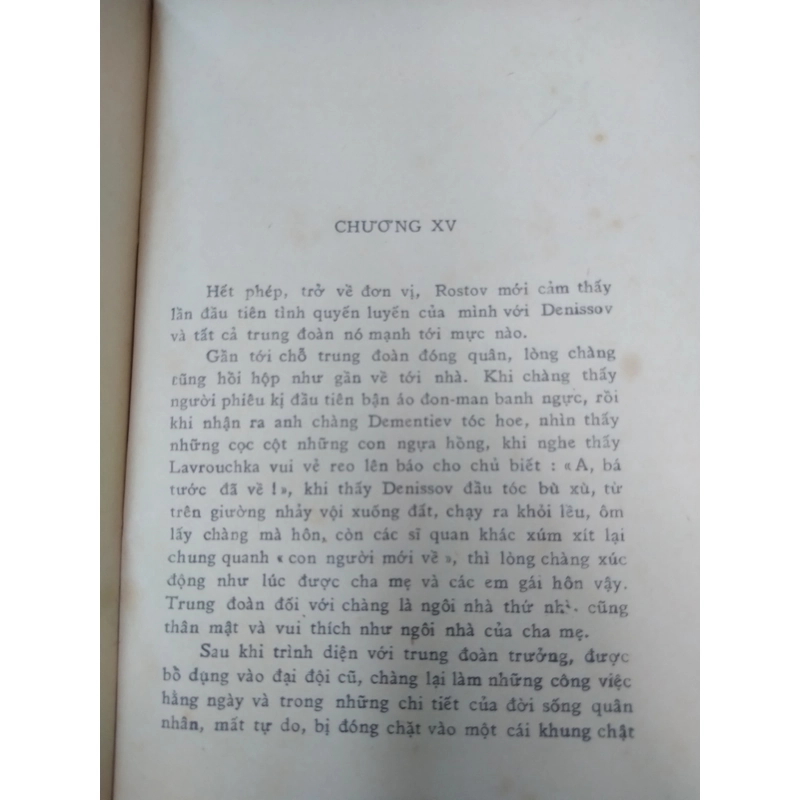 CHƯƠNG XV
Hết phép, trở về đơn vị, Rostov mới cảm thấy
lần đầu tiên tình quyến luyến của mình với Denissov
và tất cả trung đoàn nó mạnh tới mực nào.
Gần tới chỗ trung đoàn đóng quân, lòng chàng
cũng hồi hộp như gần về tới nhà. Khi chàng thấy
người phiêu kị đầu tiên bận áo đon-man banh ngực, rồi
khi nhận ra anh chàng Dementiev tóc hoe, nhìn thấy
những cọc cột những con ngựa hồng, khi nghe thấy
Lavrouchka vui vẻ reo lên báo cho chủ biết : « A, bá
tước đã về ! », khi thấy Denissov đầu tóc bù xù, từ
trên giường nhảy vội xuống đất, chạy ra khỏi lều, ôm
lấy chàng mà hôn, còn các sĩ quan khác xúm xít lại
chung quanh « con người mới về », thì lòng chàng xúc
động như lúc được cha mẹ và các em gái hôn vậy.
Trung đoàn đối với chàng là ngôi nhà thứ cũng
thân mật và vui thích như ngôi nhà của cha mẹ.
Sau khi trình diện với trung đoàn trưởng, được
bổ dụng vào đại đội cũ, chàng lại làm những công việc
hằng ngày và trong những chi tiết của đời sống quân
nhân, mất tự do, bị đóng chặt vào một cái khung chật